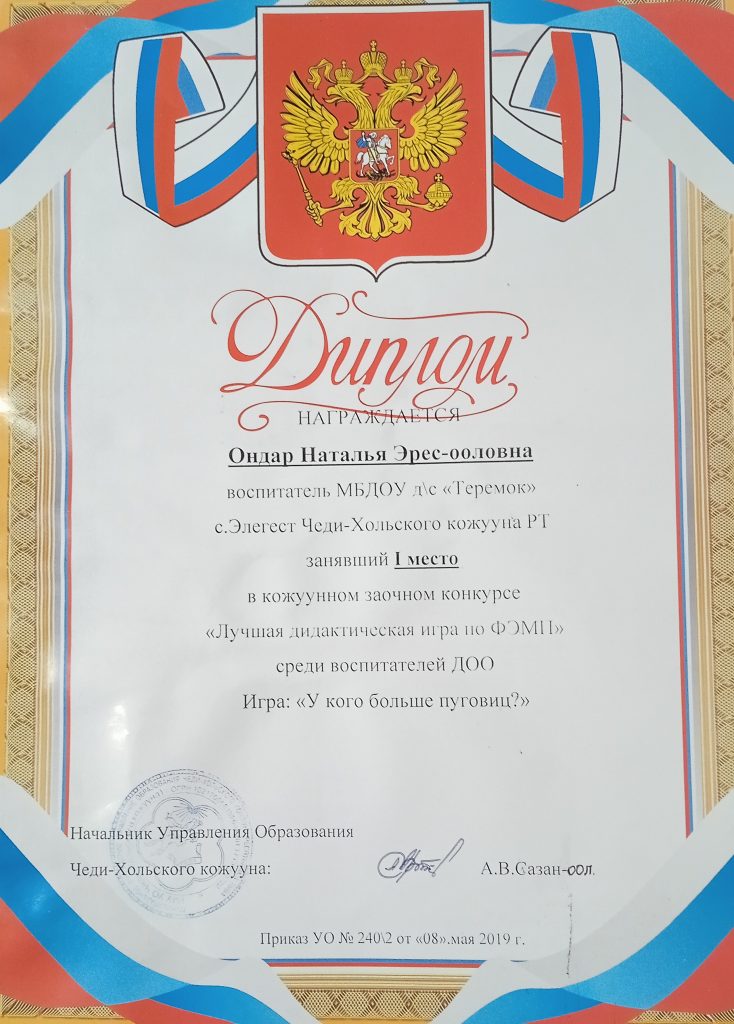 Диплом
НАГРАЖДАЕТСЯ
Ондар Наталья Эрес-ооловна
воспитатель МБДОУ д\с «Теремок»
с.Элегест Чеди-Хольского кожууна РТ
занявший I место
в кожуунном заочном конкурсе
«Лучшая дидактическая игра по ФЭМП»
среди воспитателей ДОО
Игра: «У кого больше пуговиц?»
Начальник Управления Образования
Чеди-Хольского кожууна:
А.В.Сазан-оол.
Приказ УО № 240\2 от «08».мая 2019 г.